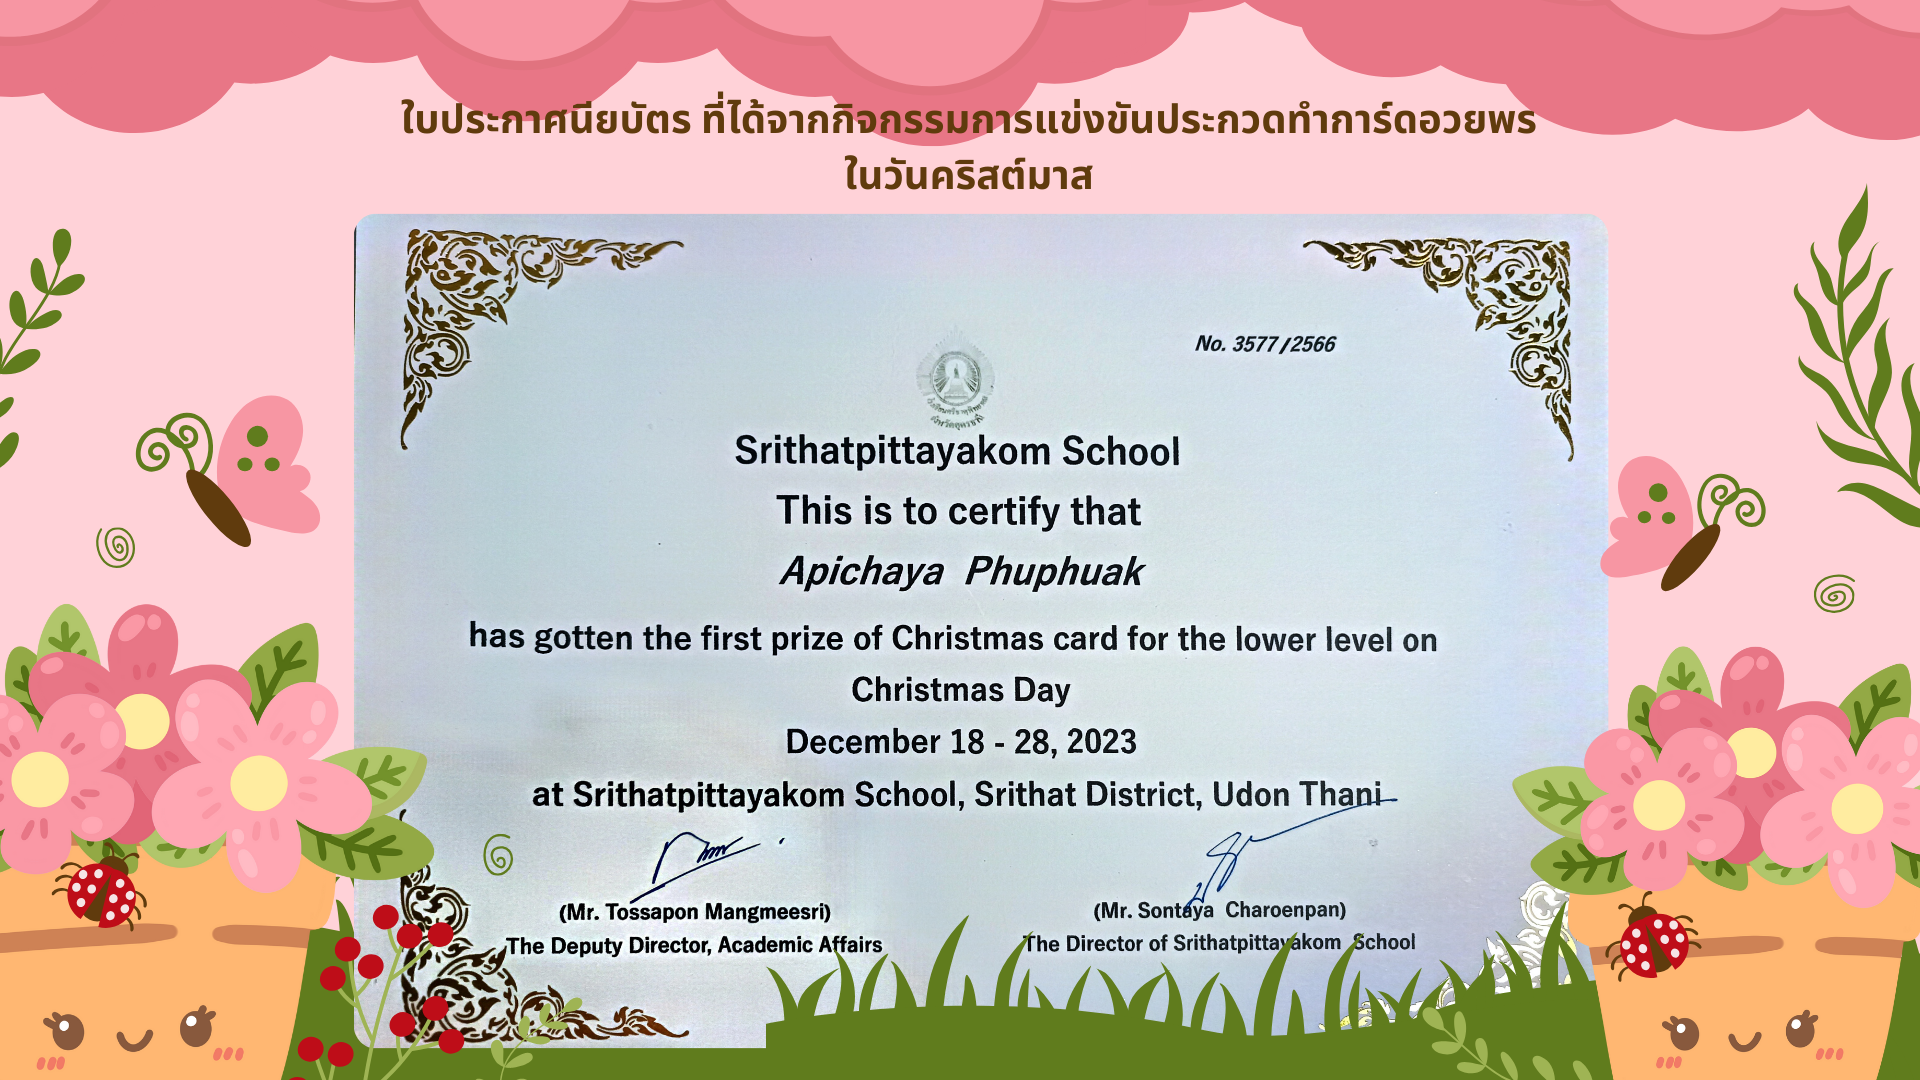 ใบประกาศนียบัตร ที่ได้จากกิจกรรมการแข่งขันประกวดทำการ์ดอวยพร
ในวันคริสต์มาส
No. 3577/2566
Srithatpittayakom School
This is to certify that
Apichaya Phuphuak
has gotten the first prize of Christmas card for the lower level on
Christmas Day
December 18 - 28, 2023
at Srithatpittayakom School, Srithat District, Udon Thani
(Mr. Tossapon Mangmeesri)
The Deputy Director, Academic Affairs
(Mr. Sontaya Charoenpan)
The Director of Srithatpittayakom School